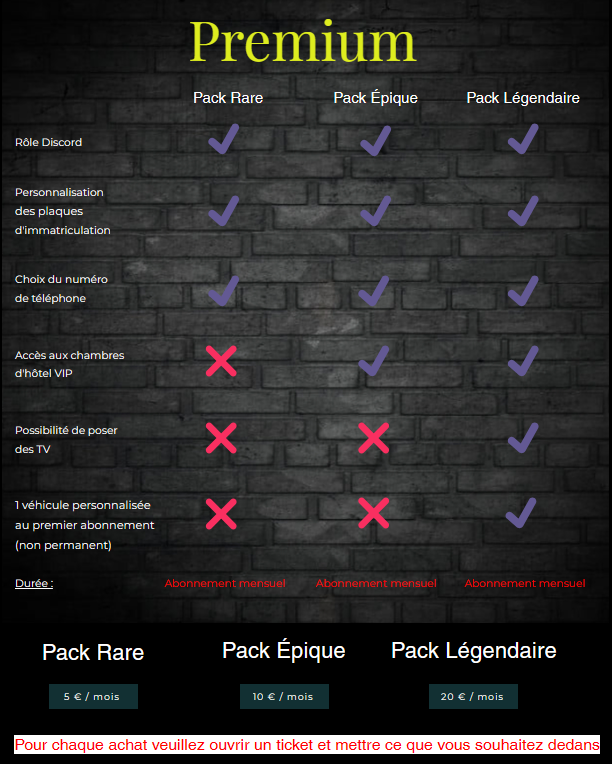 Premium
Pack Rare Pack Épique Pack Légendaire
Rôle Discord
Personnalisation
des plaques
d'immatriculation
Choix du numéro
de téléphone
Accès aux chambres
d'hôtel VIP
Possibilité de poser
des TV
1 véhicule personnalisée
au premier abonnement
(non permanent)
Durée : Abonnement mensuel Abonnement mensuel Abonnement mensuel
Pack Rare Pack Épique Pack Légendaire
5 € / mois 10 € / mois 20 € / mois
Pour chaque achat veuillez ouvrir un ticket et mettre ce que vous souhaitez dedans